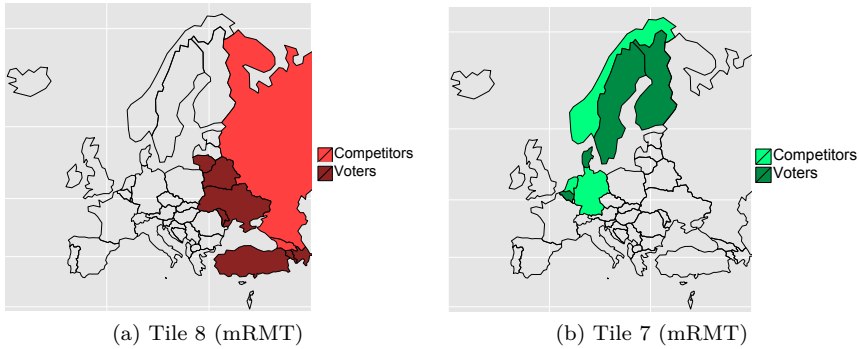 Competitors
Voters
Competitors
Voters
(a) Tile 8 (mRMT)
(b) Tile 7 (mRMT)